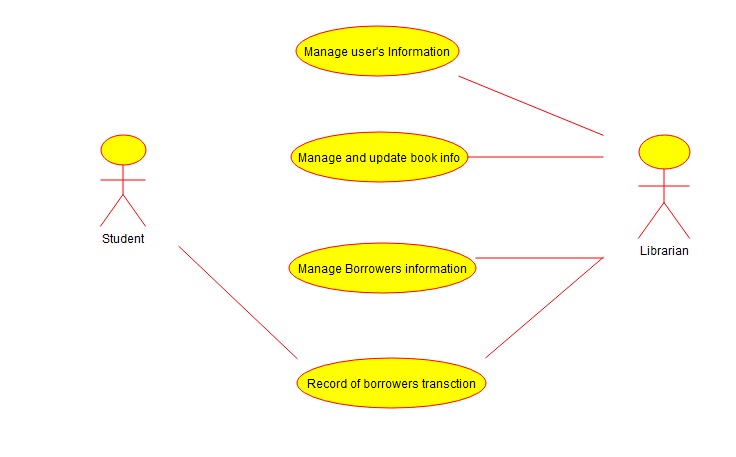 Manage user's Information
Manage and update book info
Student
Librarian
Manage Borrowers information
Record of borrowers transction